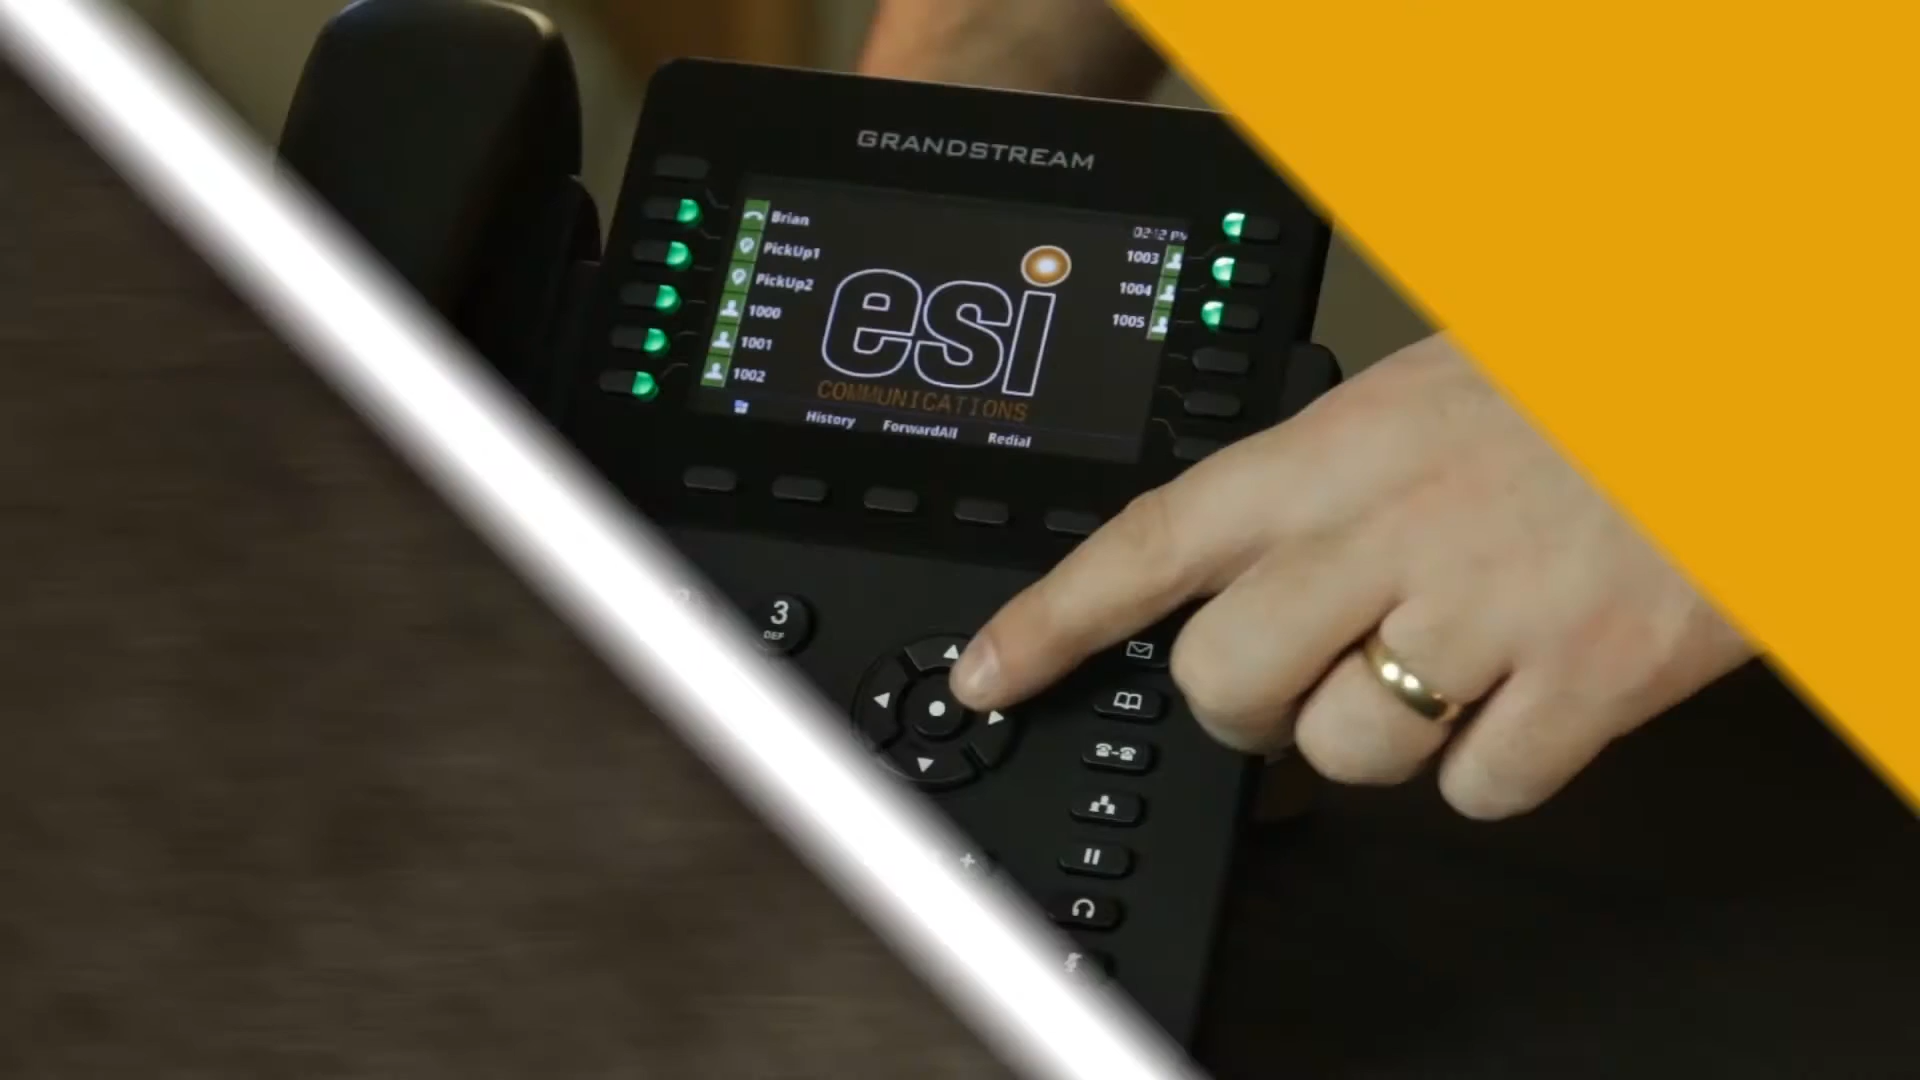 GRANDSTREAM
Brian
PickUp1
PickUp2
1000
1001
1002
02:12 PM
1003
1004
1005
esi
COMMUNICATIONS
History ForwardAll Redial
3
DEF